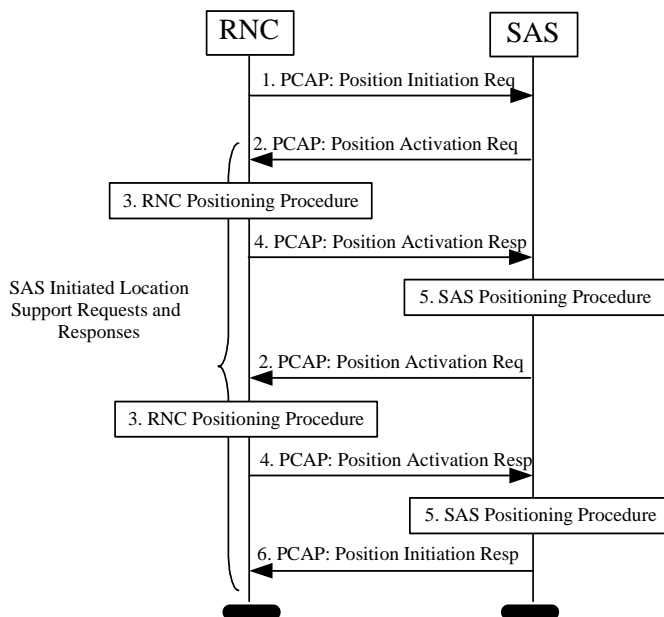 RNC
SAS
1. PCAP: Position Initiation Req
2. PCAP: Position Activation Req
3. RNC Positioning Procedure
4. PCAP: Position Activation Resp
SAS Initiated Location
Support Requests and
Responses
5. SAS Positioning Procedure
2. PCAP: Position Activation Req
3. RNC Positioning Procedure
4. PCAP: Position Activation Resp
5. SAS Positioning Procedure
6. PCAP: Position Initiation Resp